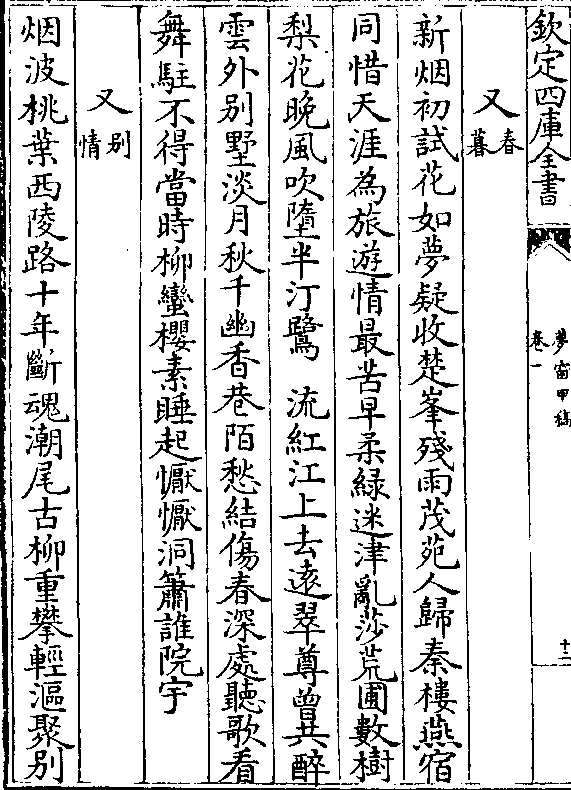 欽定四庫全書
夢窗甲稿
卷一
十二
又春暮
新烟初試花如夢疑收楚峯殘雨茂苑人歸秦樓燕宿
同惜天涯為旅遊情最苦早柔綠迷津亂莎荒圃數樹
梨花晚風吹墮半汀鷺　流紅江上去遠翠尊曾共醉
雲外别墅淡月秋千幽香巷陌愁結傷春深處聽歌看
舞駐不得當時柳蠻櫻素睡起懨懨洞簫誰院宇
又别情
烟波桃葉西陵路十年斷魂潮尾古柳重攀輕漚聚别